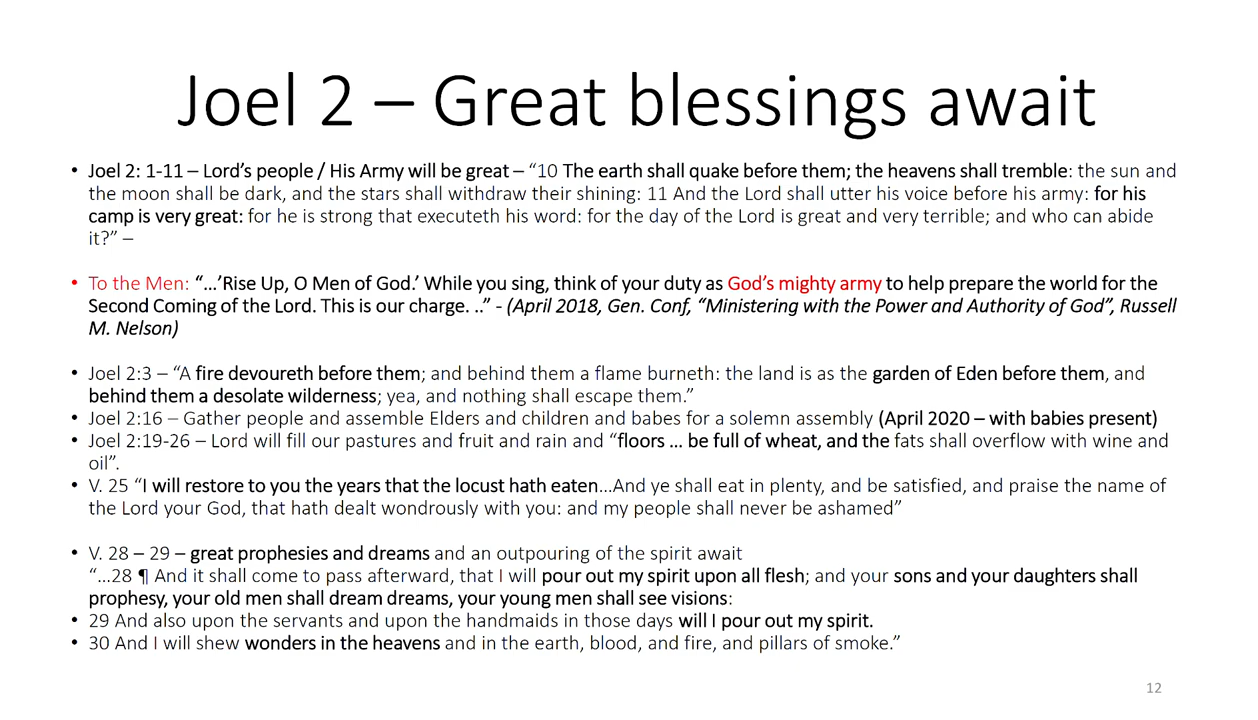 Joel 2 – Great blessings await
• Joel 2: 1-11 – Lord’s people / His Army will be great – “10 The earth shall quake before them; the heavens shall tremble: the sun and
the moon shall be dark, and the stars shall withdraw their shining: 11 And the Lord shall utter his voice before his army: for his
camp is very great: for he is strong that executeth his word: for the day of the Lord is great and very terrible; and who can abide
it?” –
• To the Men: “…’Rise Up, O Men of God.’ While you sing, think of your duty as God’s mighty army to help prepare the world for the
Second Coming of the Lord. This is our charge. ..” - (April 2018, Gen. Conf, “Ministering with the Power and Authority of God”, Russell
M. Nelson)
• Joel 2:3 – “A fire devoureth before them; and behind them a flame burneth: the land is as the garden of Eden before them, and
behind them a desolate wilderness; yea, and nothing shall escape them.”
• Joel 2:16 – Gather people and assemble Elders and children and babes for a solemn assembly (April 2020 – with babies present)
• Joel 2:19-26 – Lord will fill our pastures and fruit and rain and “floors … be full of wheat, and the fats shall overflow with wine and
oil”.
• V. 25 “I will restore to you the years that the locust hath eaten…And ye shall eat in plenty, and be satisfied, and praise the name of
the Lord your God, that hath dealt wondrously with you: and my people shall never be ashamed”
• V. 28 – 29 – great prophesies and dreams and an outpouring of the spirit await
“…28 ¶ And it shall come to pass afterward, that I will pour out my spirit upon all flesh; and your sons and your daughters shall
prophesy, your old men shall dream dreams, your young men shall see visions:
• 29 And also upon the servants and upon the handmaids in those days will I pour out my spirit.
• 30 And I will shew wonders in the heavens and in the earth, blood, and fire, and pillars of smoke.”
12